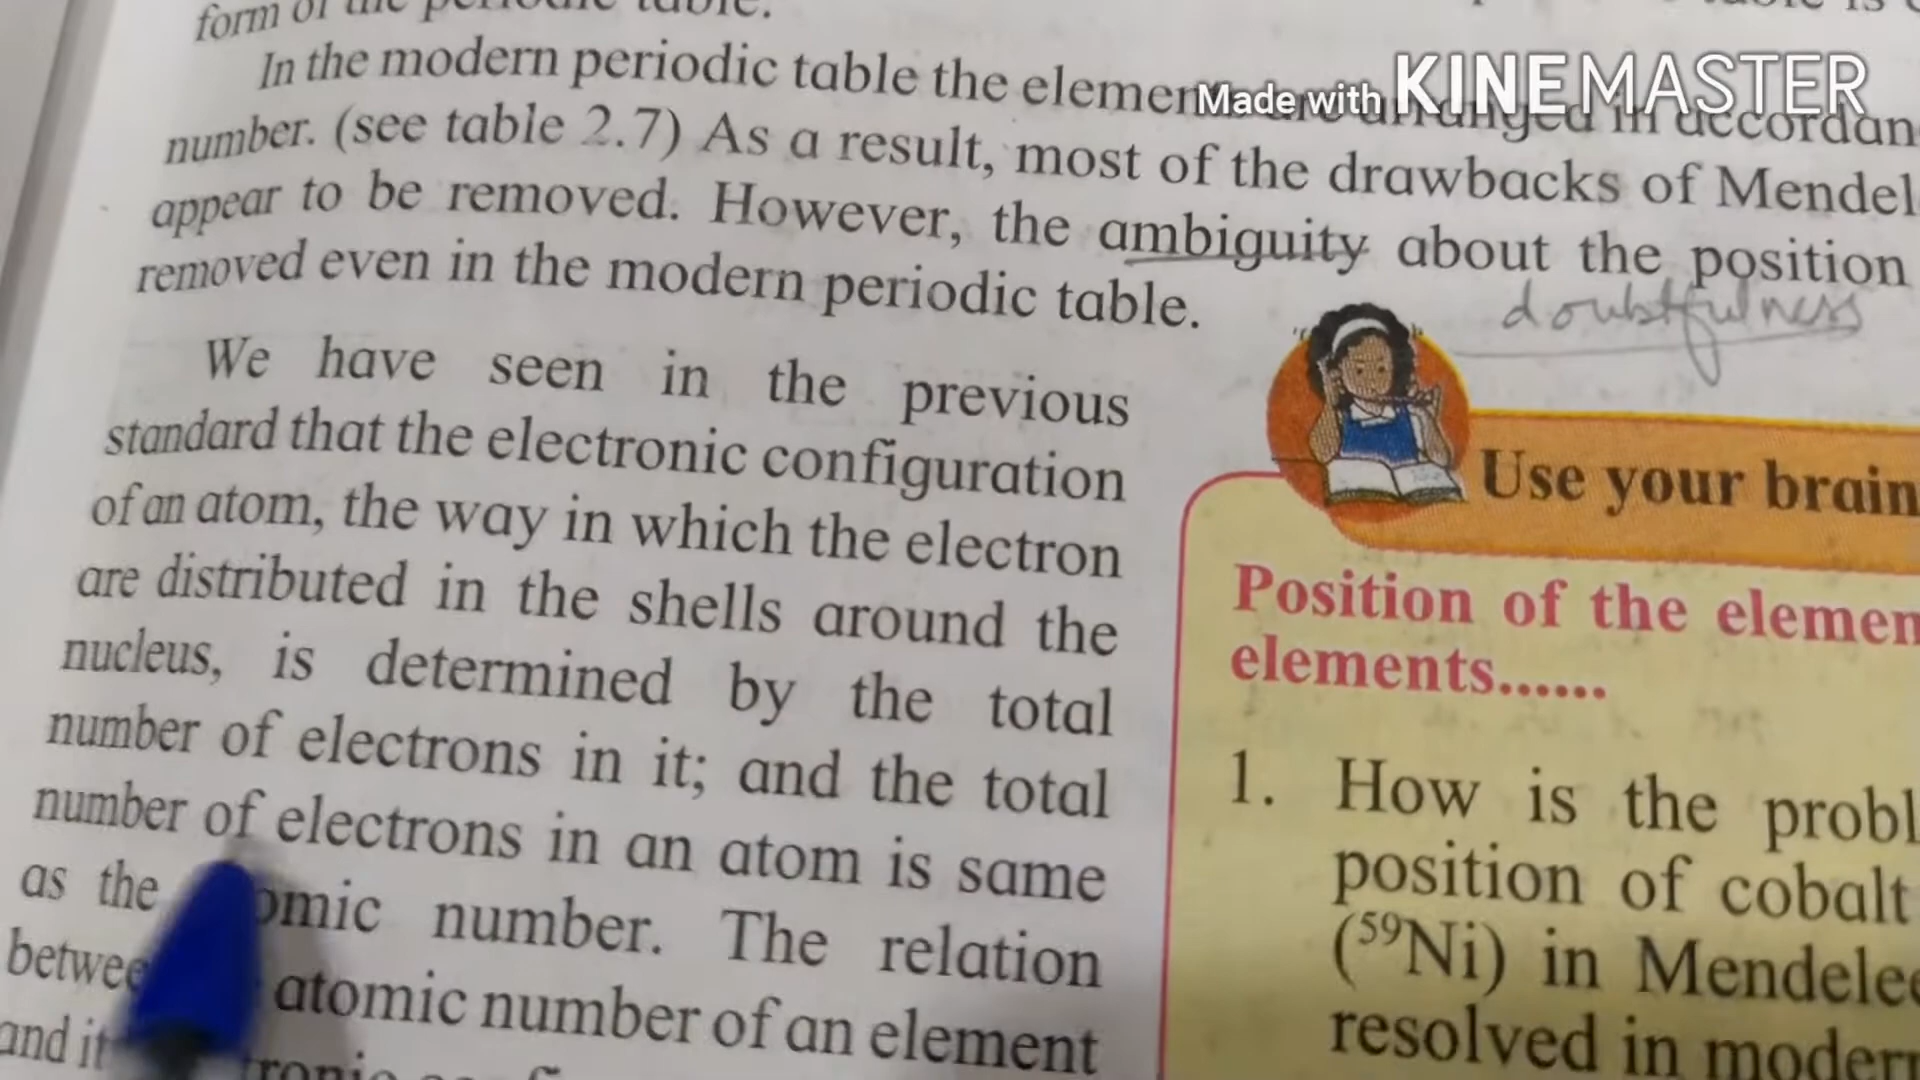 form of the periodic table.
In the modern periodic table the elements are arranged in accordan
number. (see table 2.7) As a result, most of the drawbacks of Mendel
appear to be removed. However, the ambiguity about the position
removed even in the modern periodic table.
doubtfulness
We have seen in the previous
standard that the electronic configuration
of an atom, the way in which the electron
are distributed in the shells around the
nucleus, is determined by the total
number of electrons in it; and the total
number of electrons in an atom is same
as the omic number. The relation
betwee atomic number of an element
and it
Made with KINEMASTER
Use your brain
Position of the elemen
elements......
1. How is the probl
position of cobalt
(59Ni) in Mendelee
resolved in modern